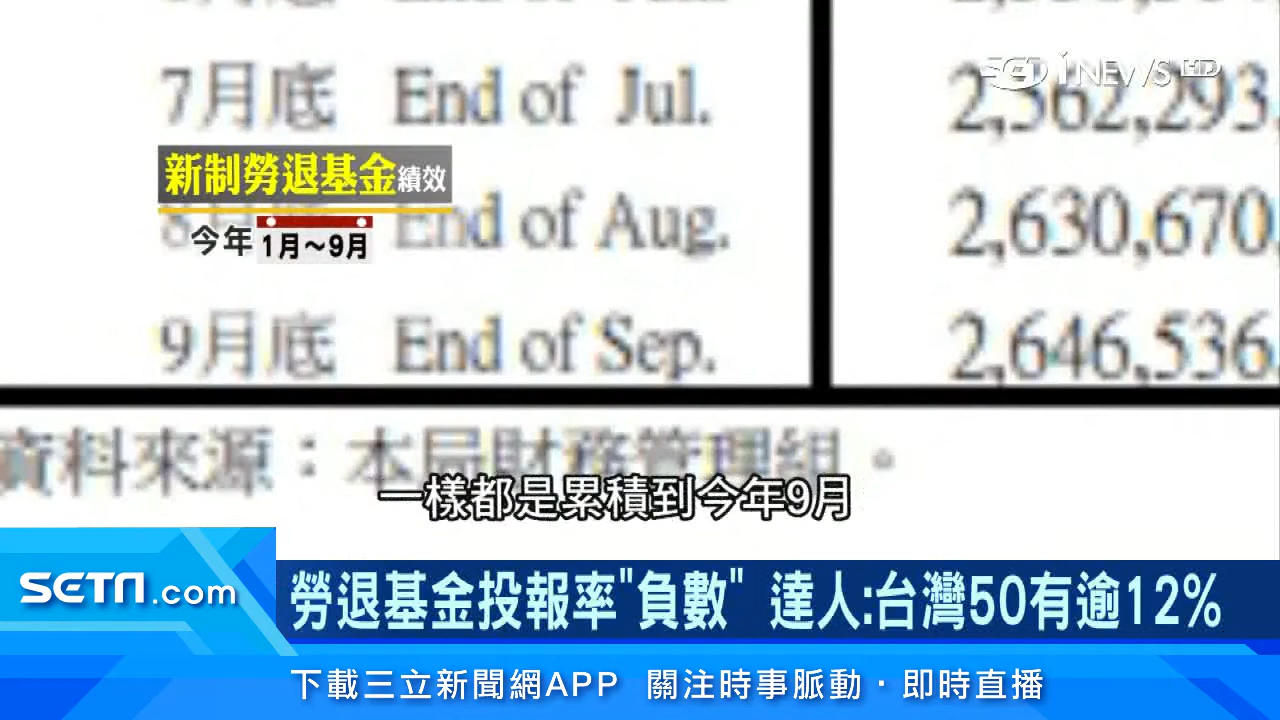 7月底 End of Jul. 2,562,293
SET iNEWS HD
新制勞退基金績效
End of Aug. 2,630,670
今年1月~9月
9月底 End of Sep. 2,646,536
資料來源：本局財務管理組。
一樣都是累積到今年9月
SETN.com
勞退基金投報率"負數" 達人:台灣50有逾12%
下載三立新聞網APP 關注時事脈動·即時直播